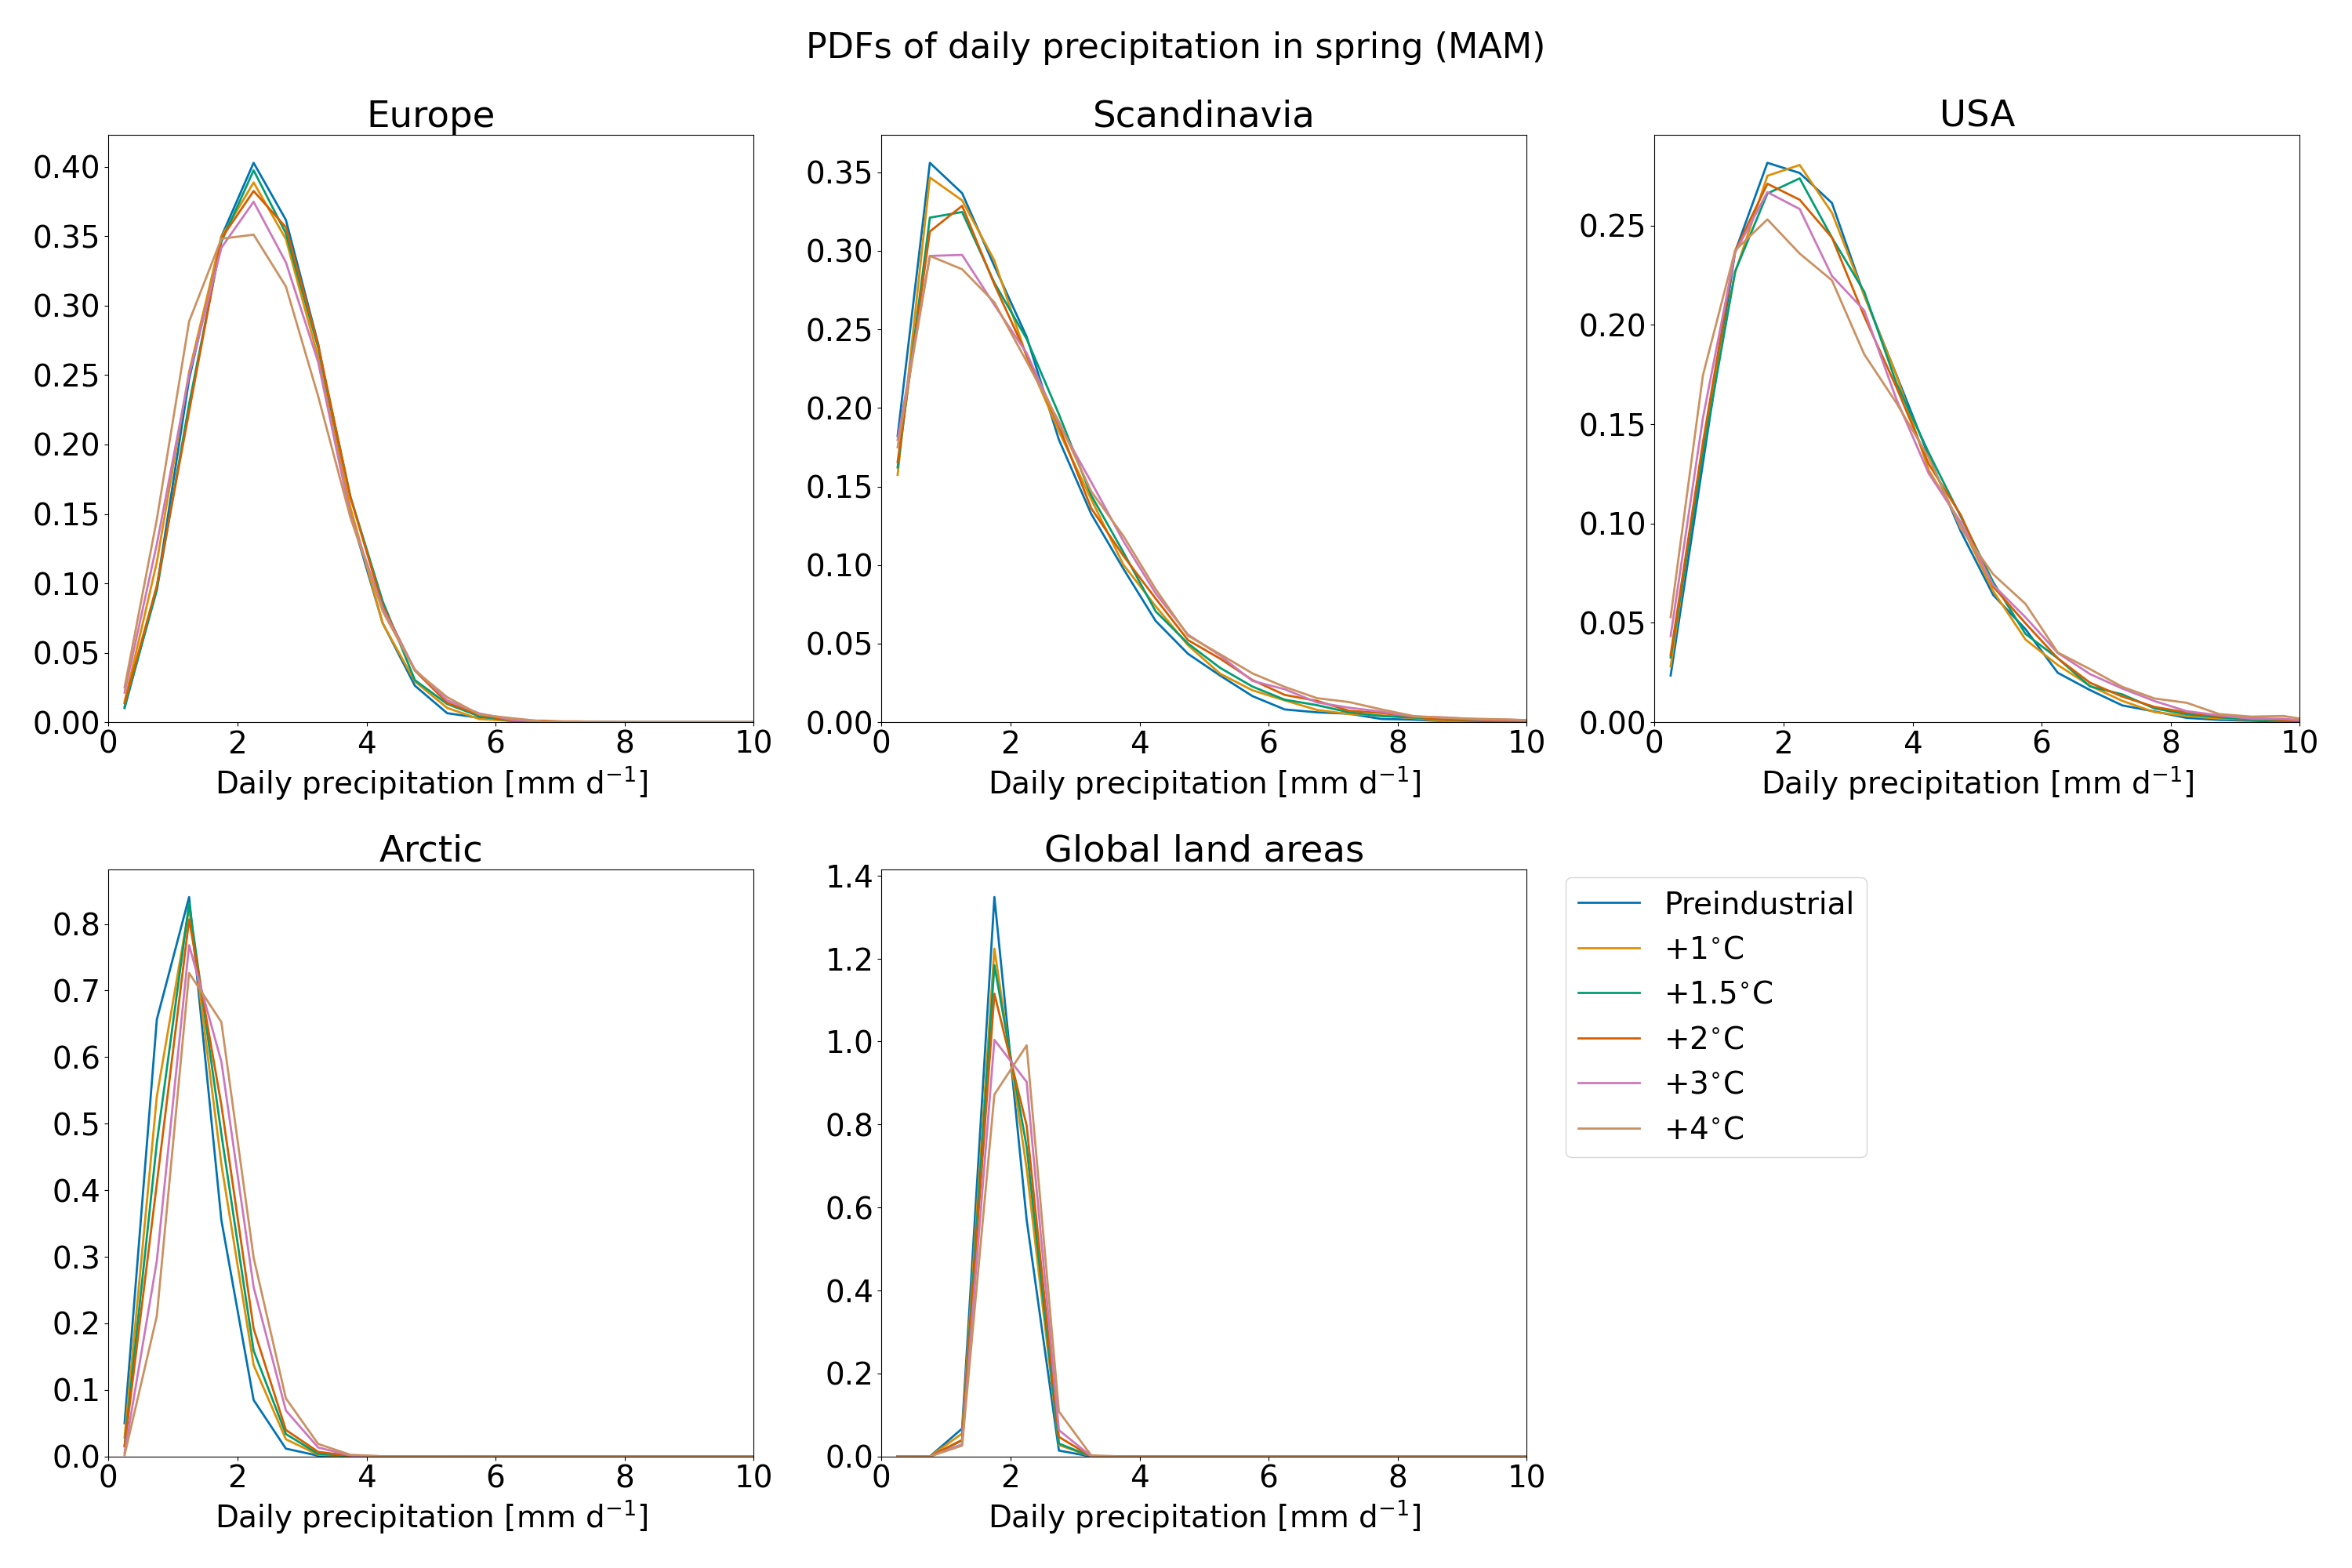 PDFs of daily precipitation in spring (MAM)
Europe
0.40
0.35
0.30
0.25
0.20
0.15
0.10
0.05
0.00
0 2 4 6 8 10
Daily precipitation [mm d⁻¹]
Scandinavia
0.35
0.30
0.25
0.20
0.15
0.10
0.05
0.00
0 2 4 6 8 10
Daily precipitation [mm d⁻¹]
USA
0.25
0.20
0.15
0.10
0.05
0.00
0 2 4 6 8 10
Daily precipitation [mm d⁻¹]
Arctic
0.8
0.7
0.6
0.5
0.4
0.3
0.2
0.1
0.0
0 2 4 6 8 10
Daily precipitation [mm d⁻¹]
Global land areas
1.4
1.2
1.0
0.8
0.6
0.4
0.2
0.0
0 2 4 6 8 10
Daily precipitation [mm d⁻¹]
Preindustrial
+1°C
+1.5°C
+2°C
+3°C
+4°C